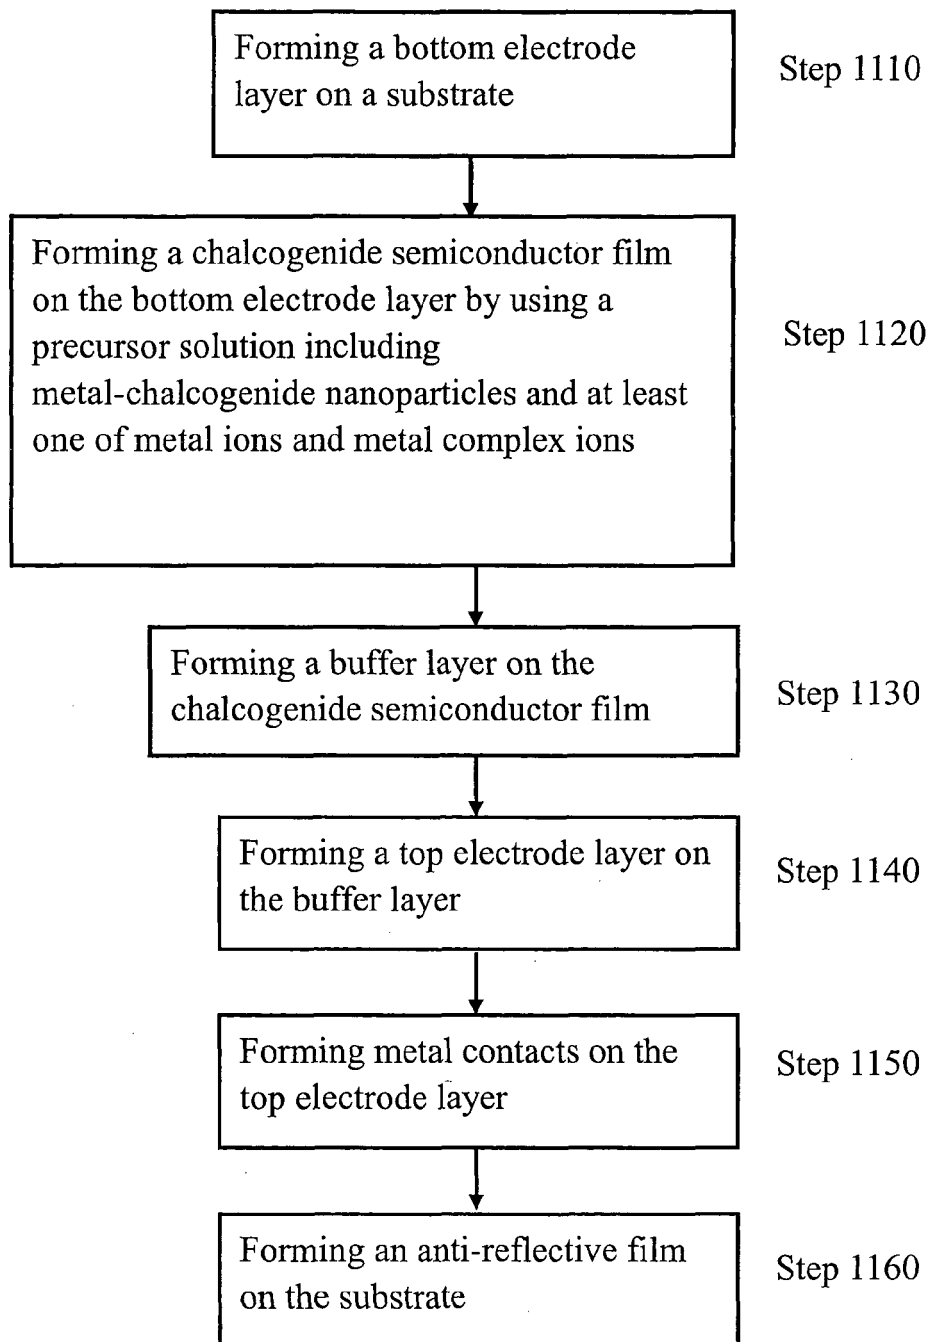 Forming a bottom electrode
layer on a substrate
Step 1110
Forming a chalcogenide semiconductor film
on the bottom electrode layer by using a
precursor solution including
metal-chalcogenide nanoparticles and at least
one of metal ions and metal complex ions
Step 1120
Forming a buffer layer on the
chalcogenide semiconductor film
Step 1130
Forming a top electrode layer on
the buffer layer
Step 1140
Forming metal contacts on the
top electrode layer
Step 1150
Forming an anti-reflective film
on the substrate
Step 1160